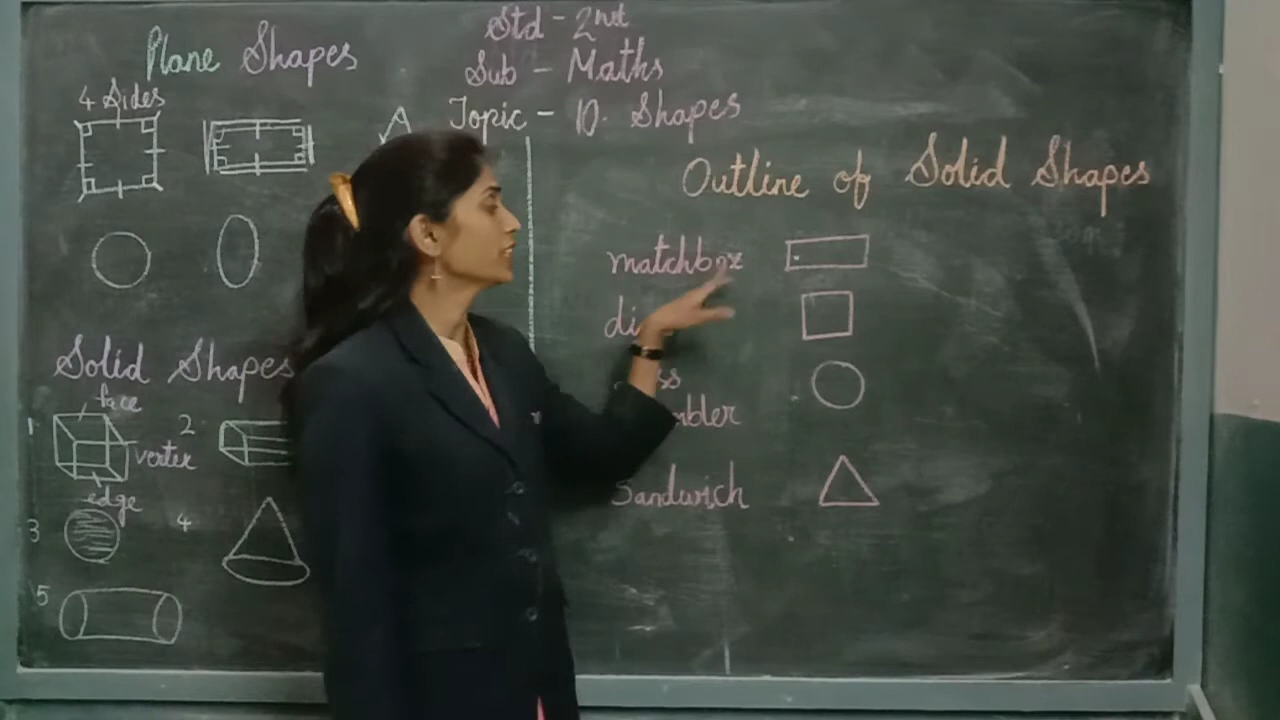 Plane Shapes
4 Sides
Std - 2nd
Sub - Maths
Topic - 10. Shapes
Solid Shapes
face
1
2
vertex
edge
3
4
5
Outline of Solid Shapes
matchbox
Sandwich